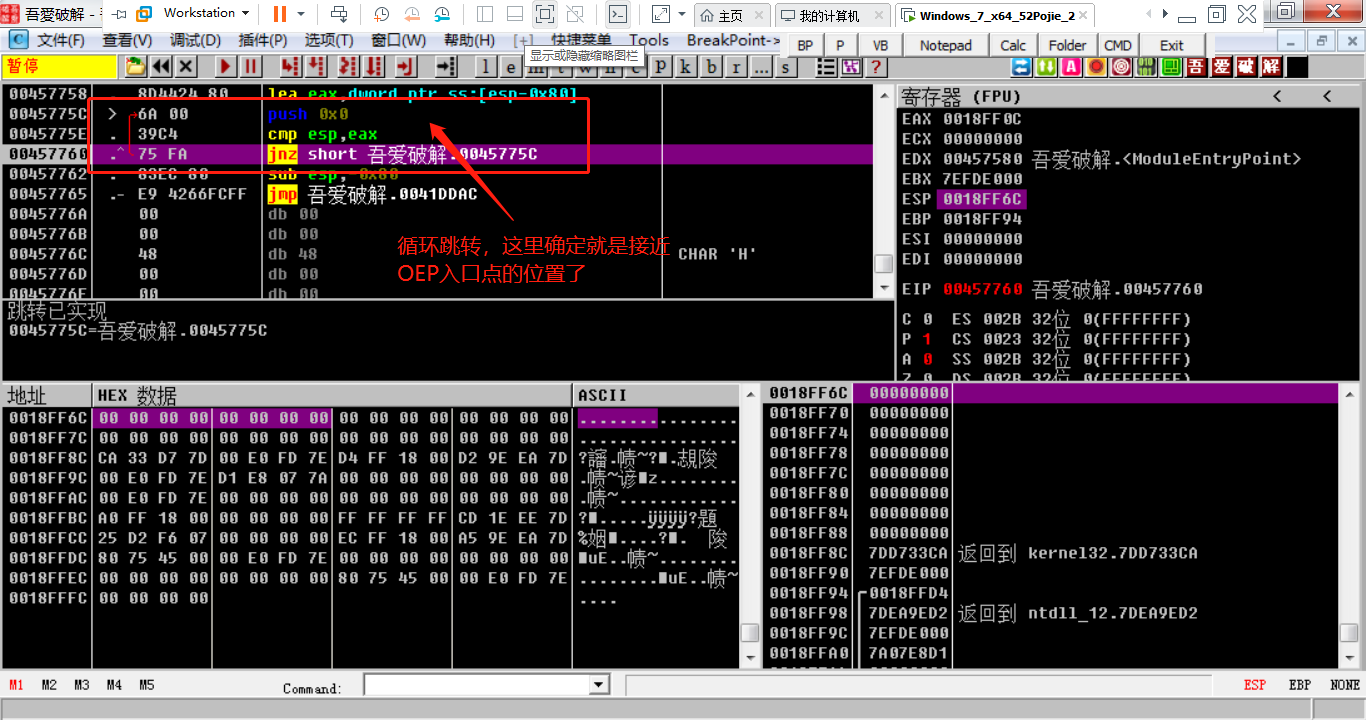 Workstation
主页
我的计算机
Windows_7_x64_52Pojie_2
吾爱破解 - 
文件(F) 查看(V) 调试(D) 插件(P) 选项(T) 窗口(W) 帮助(H) [+] 快捷菜单 Tools BreakPoint->
BP P VB Notepad Calc Folder CMD Exit
显示或隐藏缩略图栏
暂停
l e m t w h c p k b r ... s ? 吾 爱 破 解
00457758 . 8D4424 80 lea eax,dword ptr ss:[esp-0x80]
0045775C > 6A 00 push 0x0
0045775E . 39C4 cmp esp,eax
00457760 .^ 75 FA jnz short 吾爱破解.0045775C
00457762 . 83EC 80 sub esp,-0x80
00457765 .- E9 4266FCFF jmp 吾爱破解.0041DDAC
0045776A 00 db 00
0045776B 00 db 00
0045776C 48 db 48 CHAR 'H'
0045776D 00 db 00
0045776E 00 db 00
循环跳转，这里确定就是接近
OEP入口点的位置了
跳转已实现
0045775C=吾爱破解.0045775C
寄存器 (FPU) < <
EAX 0018FF0C
ECX 00000000
EDX 00457580 吾爱破解.<ModuleEntryPoint>
EBX 7EFDE000
ESP 0018FF6C
EBP 0018FF94
ESI 00000000
EDI 00000000
EIP 00457760 吾爱破解.00457760
C 0 ES 002B 32位 0(FFFFFFFF)
P 1 CS 0023 32位 0(FFFFFFFF)
A 0 SS 002B 32位 0(FFFFFFFF)
Z 0 DS 002B 32位 0(FFFFFFFF)
地址 HEX 数据 ASCII
0018FF6C 00 00 00 00 00 00 00 00 00 00 00 00 00 00 00 00 ................
0018FF7C 00 00 00 00 00 00 00 00 00 00 00 00 00 00 00 00 ................
0018FF8C CA 33 D7 7D 00 E0 FD 7E D4 FF 18 00 D2 9E EA 7D
0018FF9C 00 E0 FD 7E D1 E8 07 7A 00 00 00 00 00 00 00 00
0018FFAC 00 E0 FD 7E 00 00 00 00 00 00 00 00 00 00 00 00
0018FFBC A0 FF 18 00 00 00 00 00 FF FF FF FF CD 1E EE 7D
0018FFCC 25 D2 F6 07 00 00 00 00 EC FF 18 00 A5 9E EA 7D
0018FFDC 80 75 45 00 00 E0 FD 7E 00 00 00 00 00 00 00 00
0018FFEC 00 00 00 00 00 00 00 00 80 75 45 00 00 E0 FD 7E
0018FFFC 00 00 00 00 ....
0018FF6C 00000000
0018FF70 00000000
0018FF74 00000000
0018FF78 00000000
0018FF7C 00000000
0018FF80 00000000
0018FF84 00000000
0018FF88 00000000
0018FF8C 7DD733CA 返回到 kernel32.7DD733CA
0018FF90 7EFDE000
0018FF94 0018FFD4
0018FF98 7DEA9ED2 返回到 ntdll_12.7DEA9ED2
0018FF9C 7EFDE000
0018FFA0 7A07E8D1
M1 M2 M3 M4 M5 Command: ESP EBP NONE